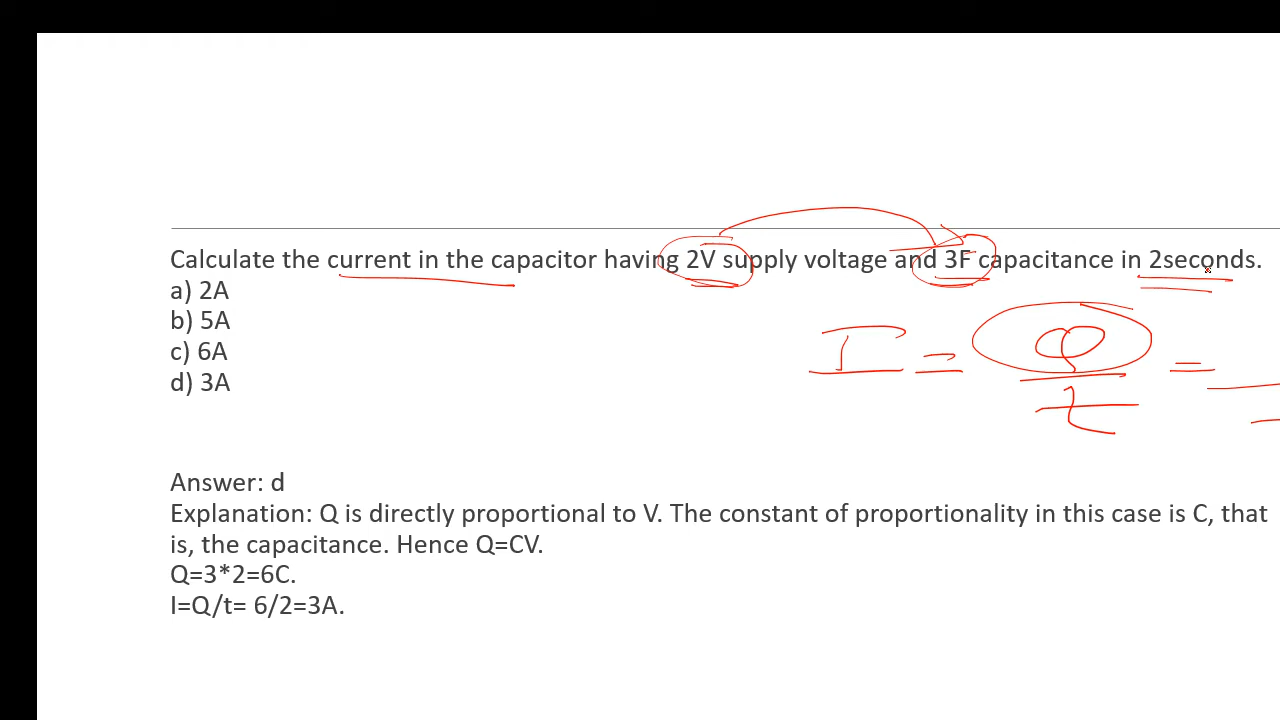 Calculate the current in the capacitor having 2V supply voltage and 3F capacitance in 2seconds.
a) 2A
b) 5A
c) 6A
d) 3A
I = Q/t =
Answer: d
Explanation: Q is directly proportional to V. The constant of proportionality in this case is C, that
is, the capacitance. Hence Q=CV.
Q=3*2=6C.
I=Q/t= 6/2=3A.